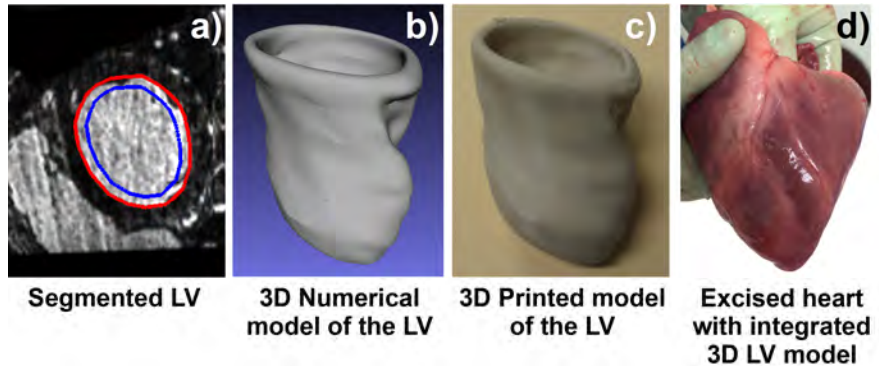 a)
b)
c)
d)
Segmented LV
3D Numerical
model of the LV
3D Printed model
of the LV
Excised heart
with integrated
3D LV model